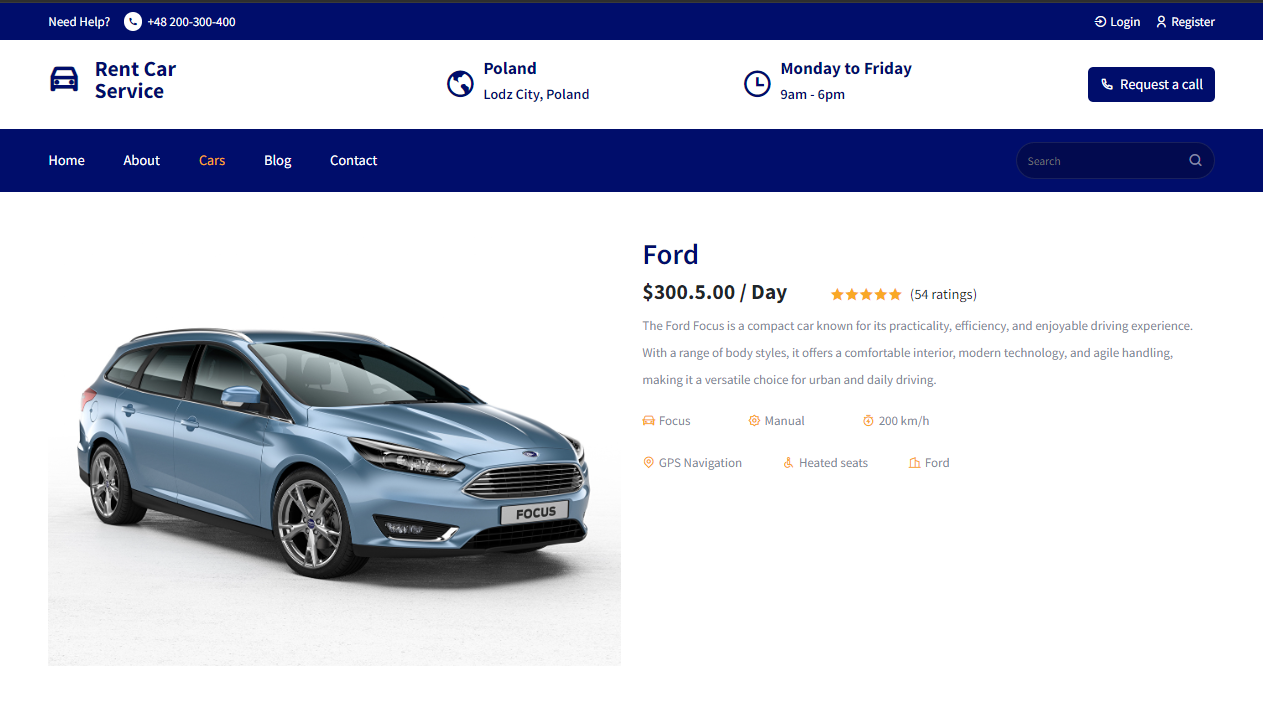 Need Help? +48 200-300-400 Login Register
Rent Car
Service
Poland
Lodz City, Poland
Monday to Friday
9am - 6pm
Request a call
Home About Cars Blog Contact Search
Ford
$300.5.00 / Day (54 ratings)
The Ford Focus is a compact car known for its practicality, efficiency, and enjoyable driving experience.
With a range of body styles, it offers a comfortable interior, modern technology, and agile handling,
making it a versatile choice for urban and daily driving.
Focus Manual 200 km/h
GPS Navigation Heated seats Ford
FOCUS